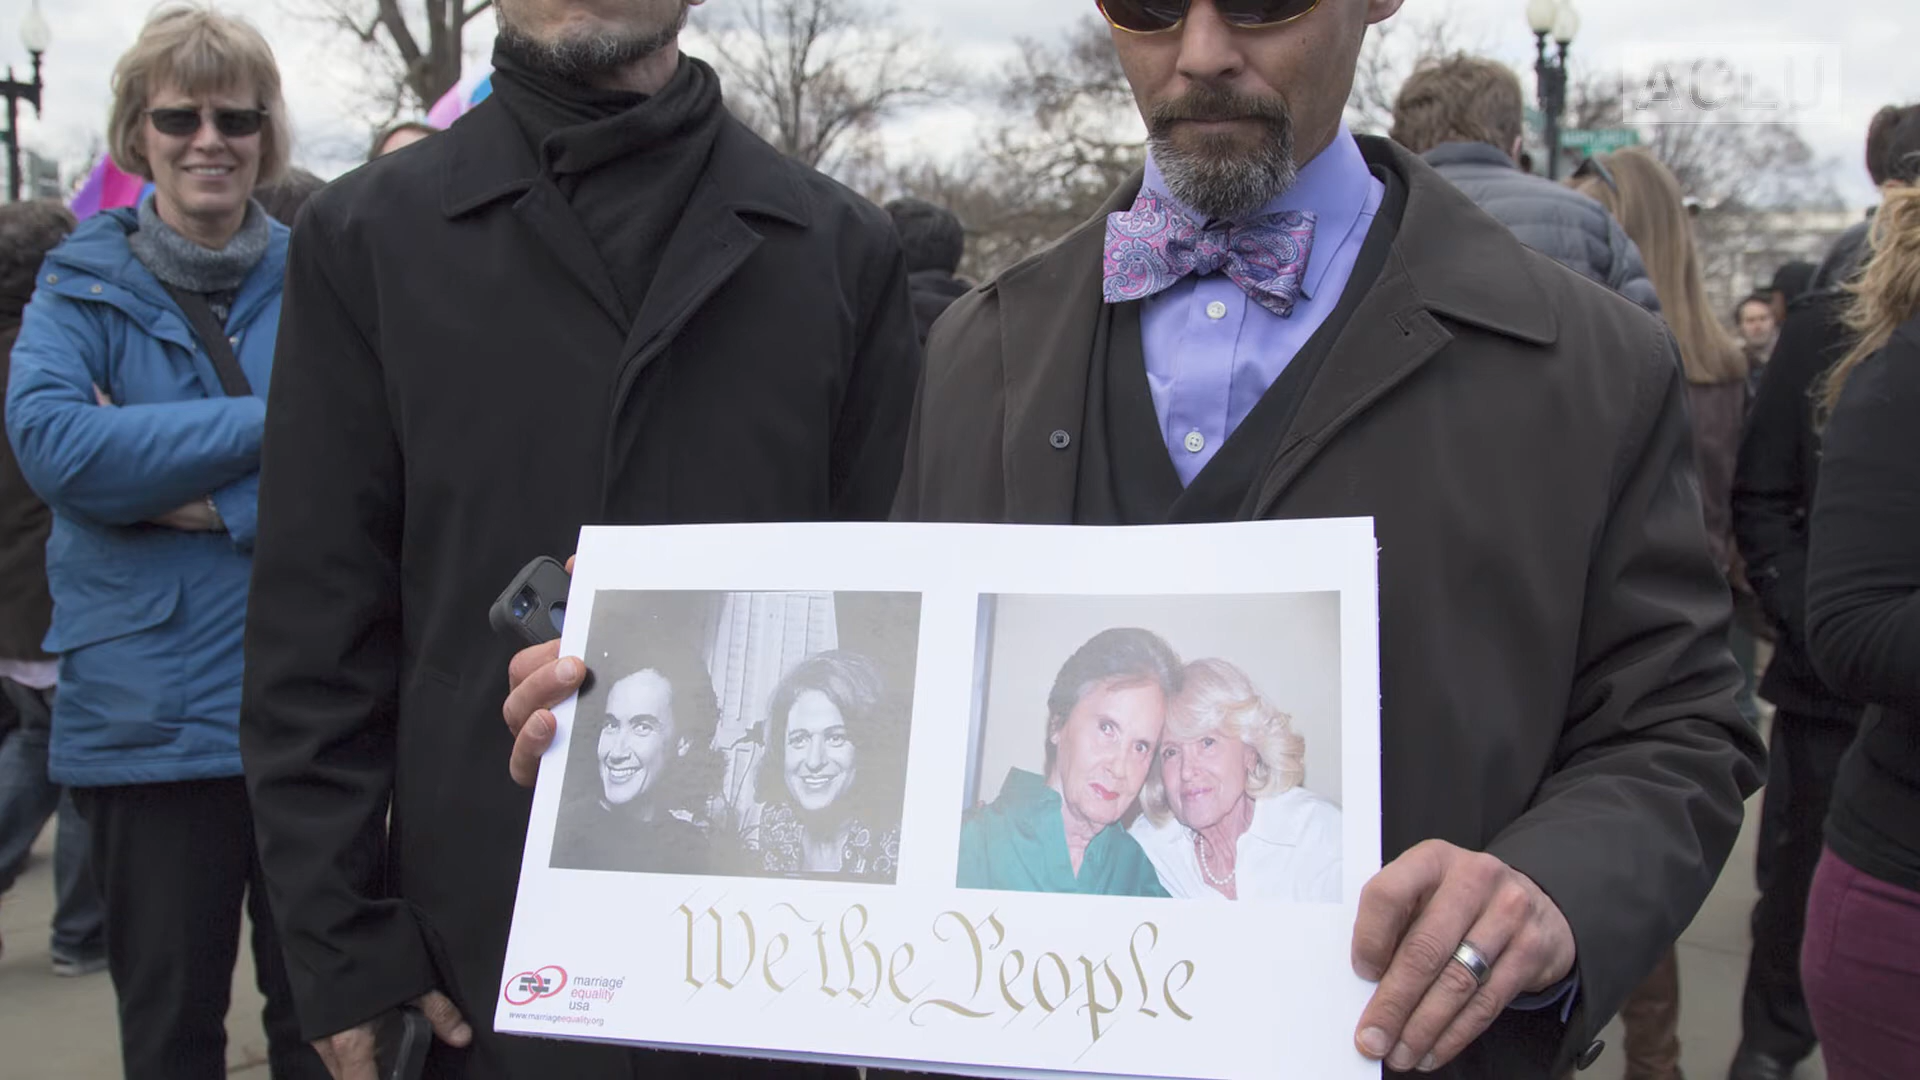 ACLU
We the People
marriage
equality
usa
www.marriageequality.org